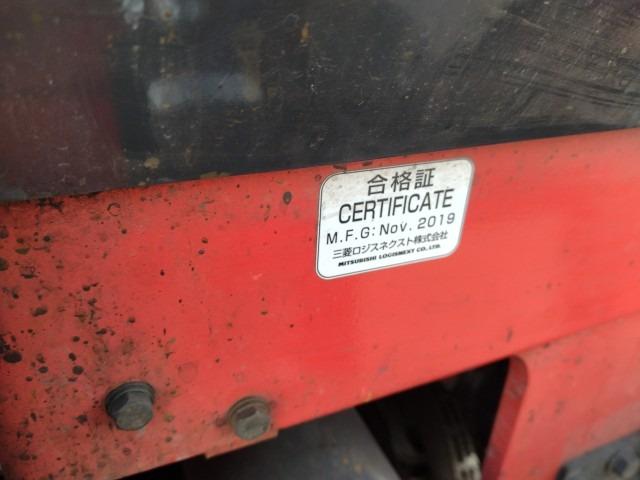 合格証
CERTIFICATE
M.F.G: Nov. 2019
三菱ロジスネクスト株式会社
MITSUBISHI LOGISNEXT CO., LTD.